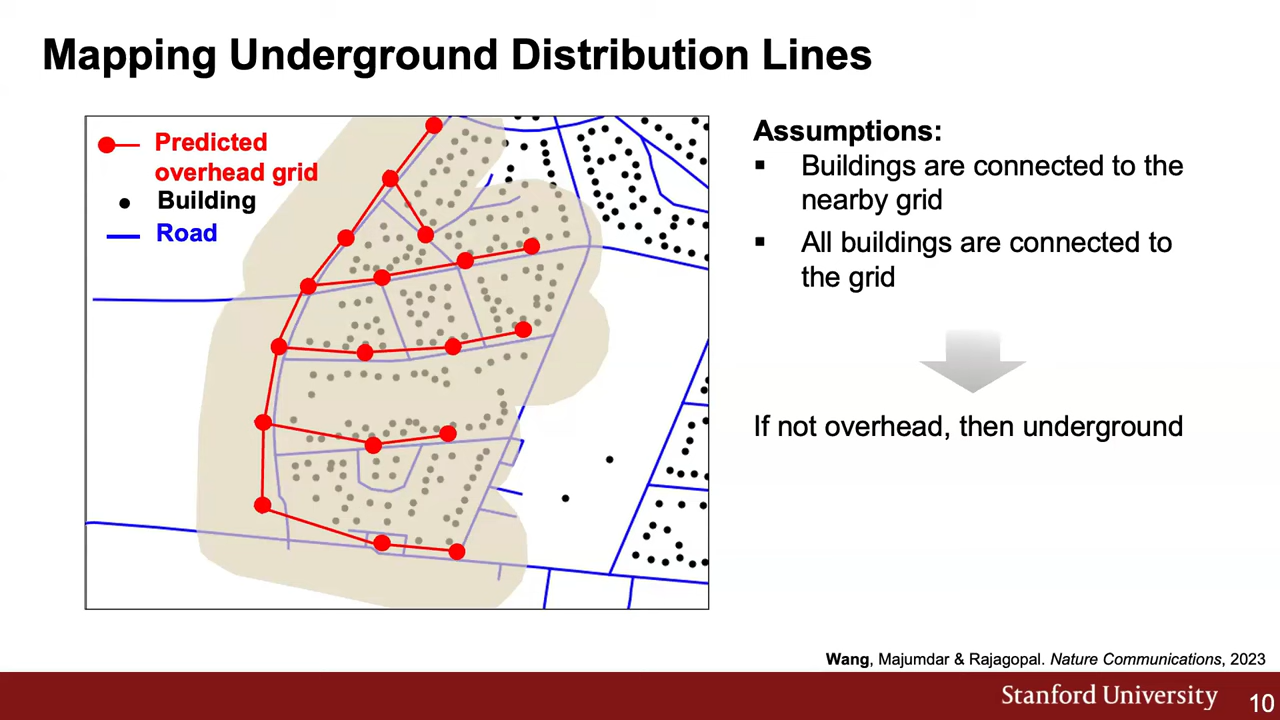 Mapping Underground Distribution Lines
Predicted
overhead grid
Building
Road
Assumptions:
▪ Buildings are connected to the
nearby grid
▪ All buildings are connected to
the grid
If not overhead, then underground
Wang, Majumdar & Rajagopal. Nature Communications, 2023
Stanford University
10